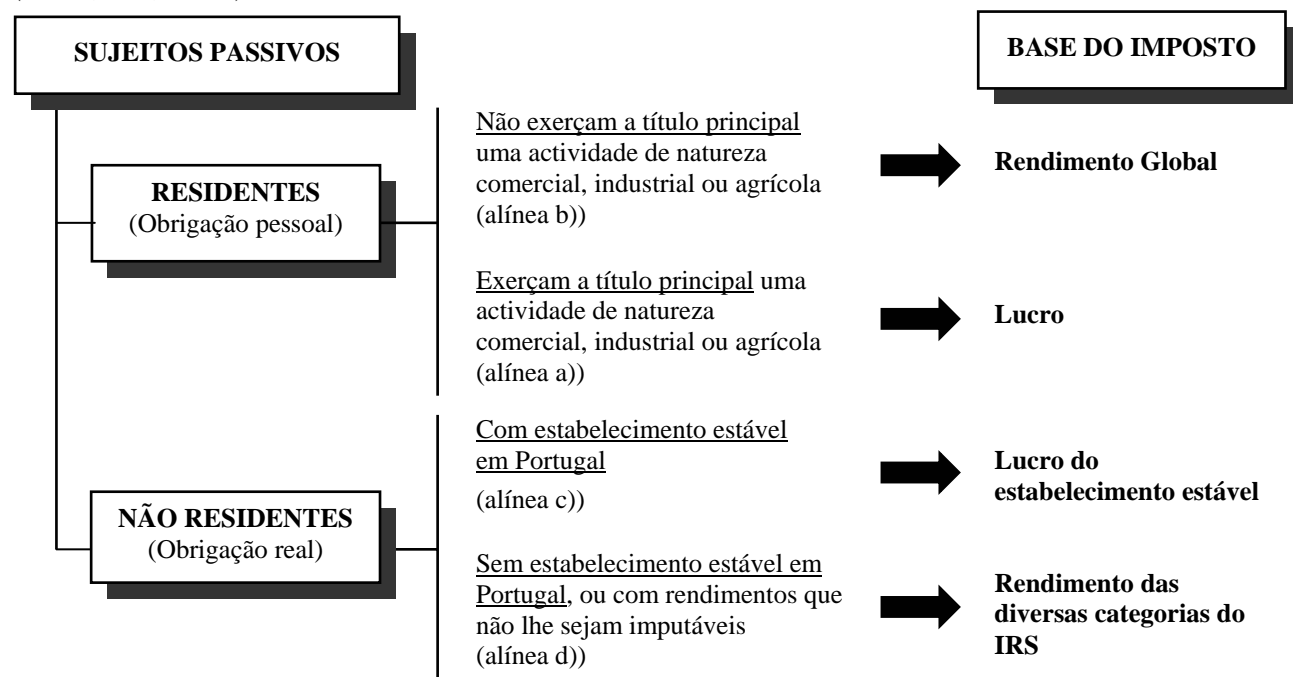 SUJEITOS PASSIVOS
BASE DO IMPOSTO
RESIDENTES
(Obrigação pessoal)
Não exerçam a título principal
uma actividade de natureza
comercial, industrial ou agrícola
(alínea b))
Rendimento Global
Exerçam a título principal uma
actividade de natureza
comercial, industrial ou agrícola
(alínea a))
Lucro
NÃO RESIDENTES
(Obrigação real)
Com estabelecimento estável
em Portugal
(alínea c))
Lucro do
estabelecimento estável
Sem estabelecimento estável em
Portugal, ou com rendimentos que
não lhe sejam imputáveis
(alínea d))
Rendimento das
diversas categorias do
IRS